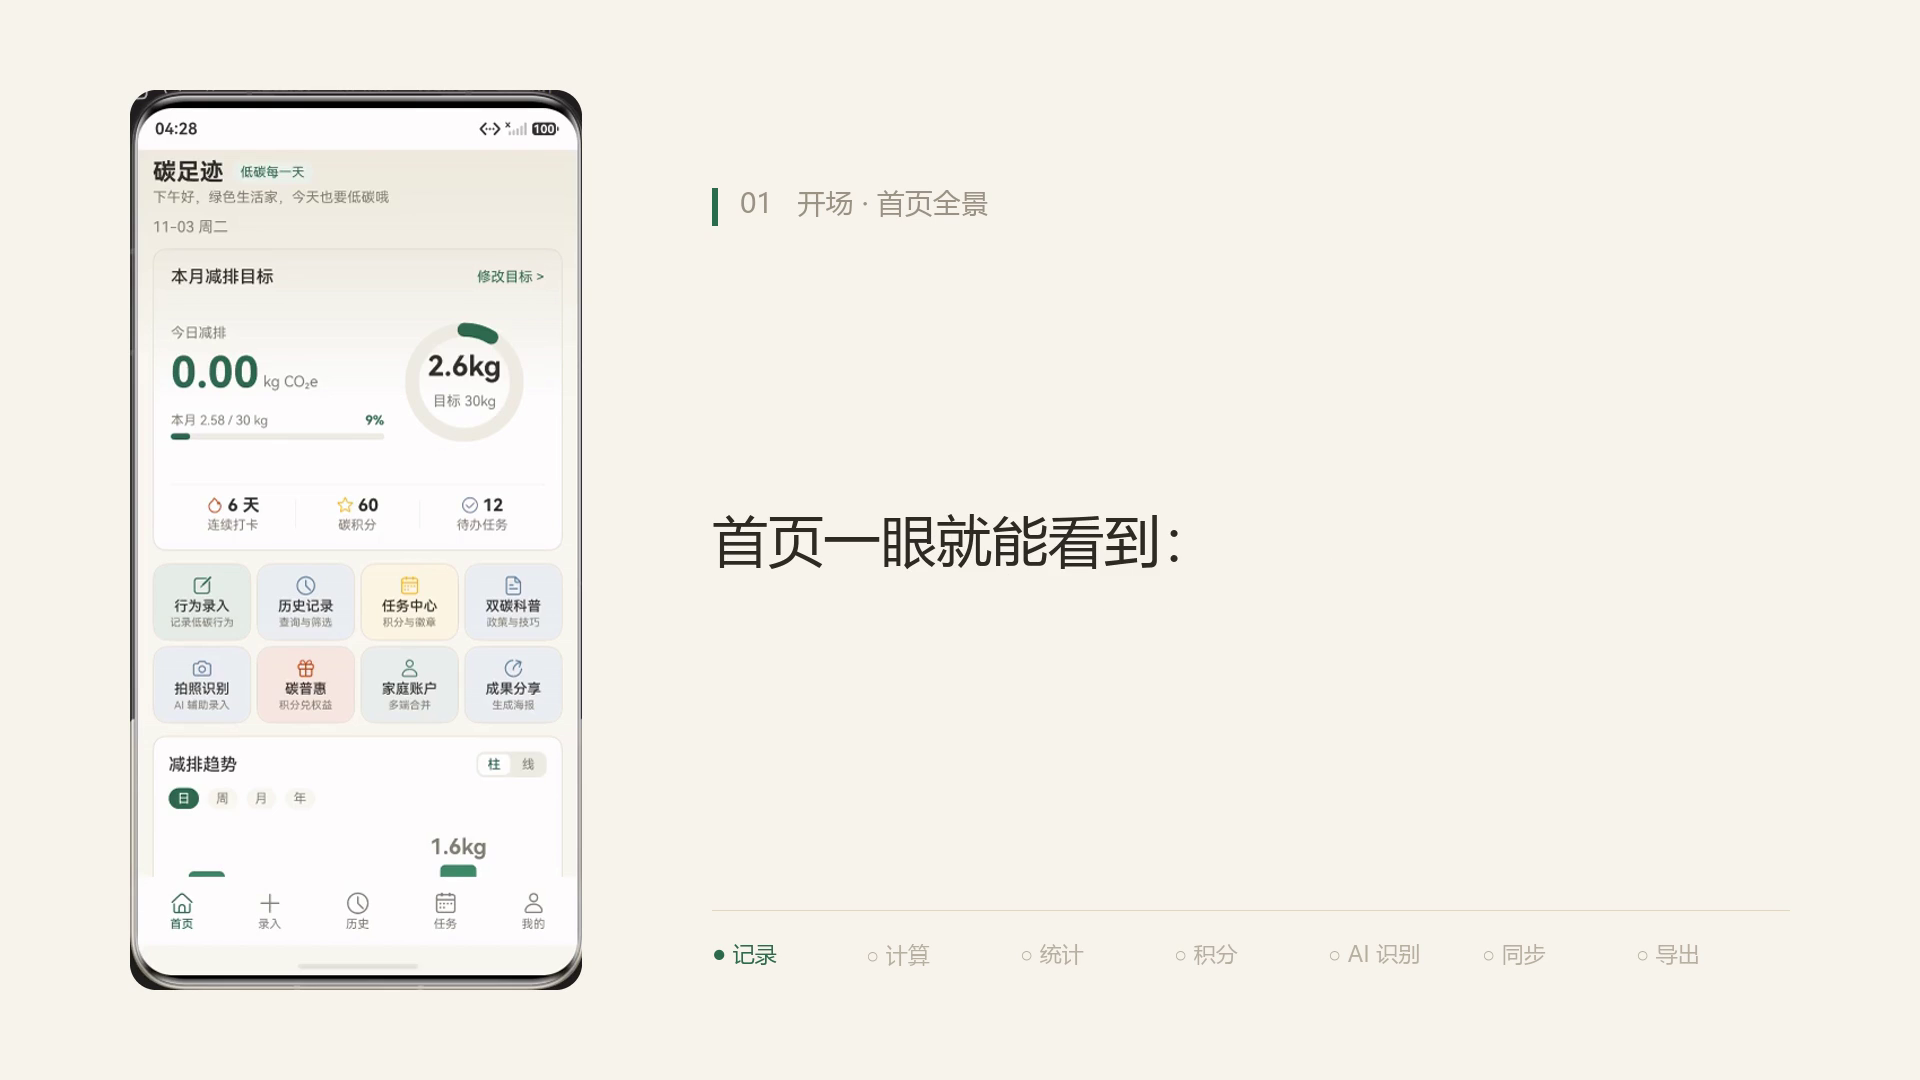 04:28
100
碳足迹 低碳每一天
下午好，绿色生活家，今天也要低碳哦
11-03 周二
本月减排目标 修改目标 >
今日减排
0.00 kg CO₂e
2.6kg
目标 30kg
本月 2.58 / 30 kg 9%
6 天 60 12
连续打卡 碳积分 待办任务
行为录入 历史记录 任务中心 双碳科普
记录低碳行为 查询与筛选 积分与徽章 政策与技巧
拍照识别 碳普惠 家庭账户 成果分享
AI 辅助录入 积分兑权益 多端合并 生成海报
减排趋势 柱 线
日 周 月 年
1.6kg
首页 录入 历史 任务 我的
01 开场 · 首页全景
首页一眼就能看到：
记录 计算 统计 积分 AI 识别 同步 导出